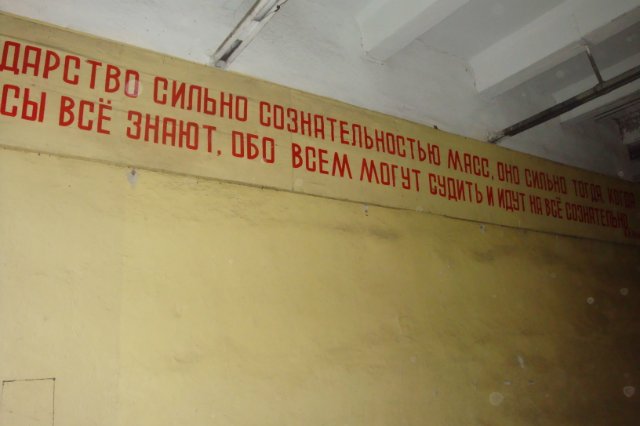 ДАРСТВО СИЛЬНО СОЗНАТЕЛЬНОСТЬЮ МАСС. ОНО СИЛЬНО ТОГДА, КОГДА
СЫ ВСЁ ЗНАЮТ, ОБО ВСЕМ МОГУТ СУДИТЬ И ИДУТ НА ВСЁ СОЗНАТЕЛЬНО.